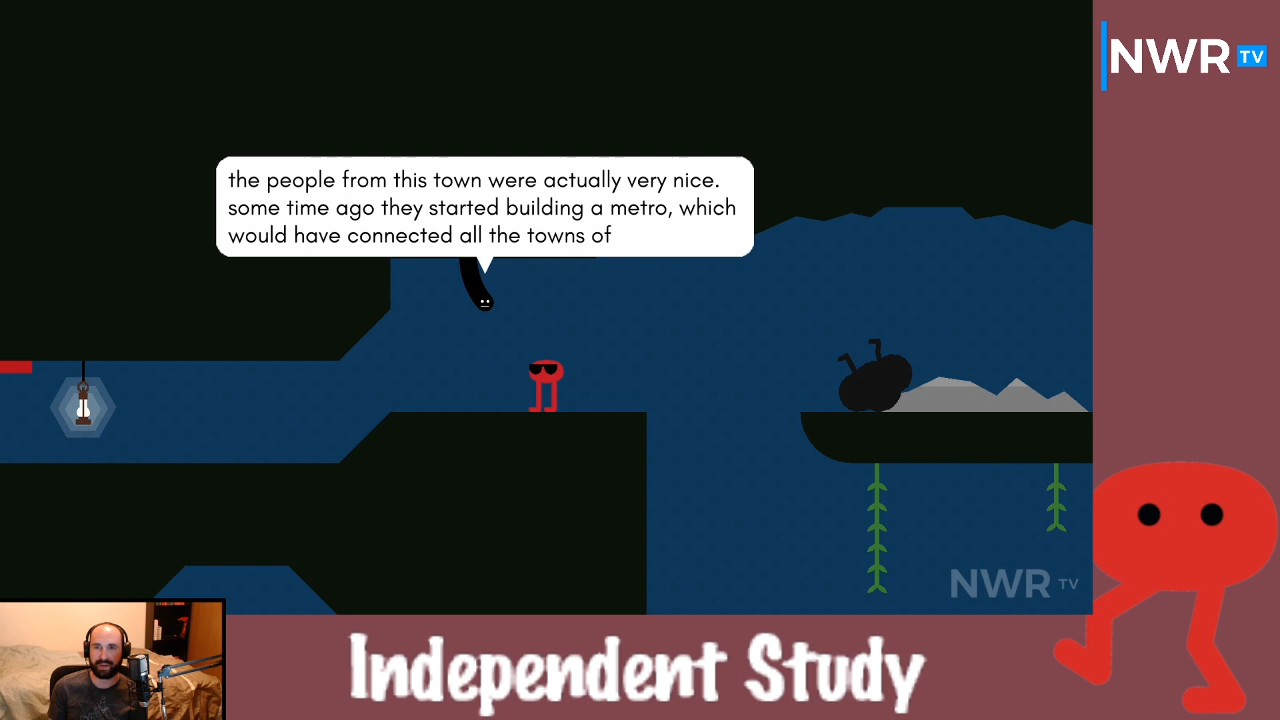 NWR TV
the people from this town were actually very nice.
some time ago they started building a metro, which
would have connected all the towns of
NWR TV
Independent Study